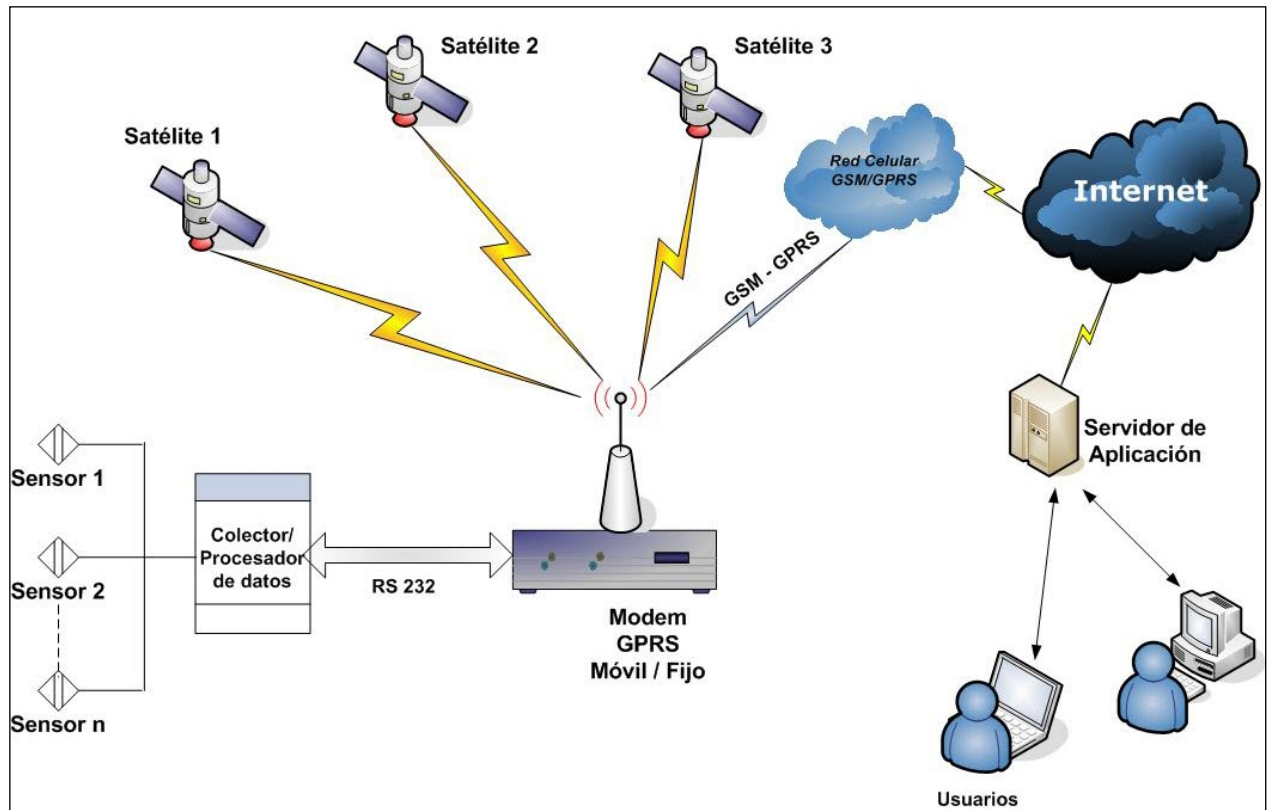 Satélite 1
Satélite 2
Satélite 3
Red Celular
GSM/GPRS
Internet
GSM - GPRS
Servidor de
Aplicación
Sensor 1
Sensor 2
Sensor n
Colector/
Procesador
de datos
RS 232
Modem
GPRS
Móvil / Fijo
Usuarios